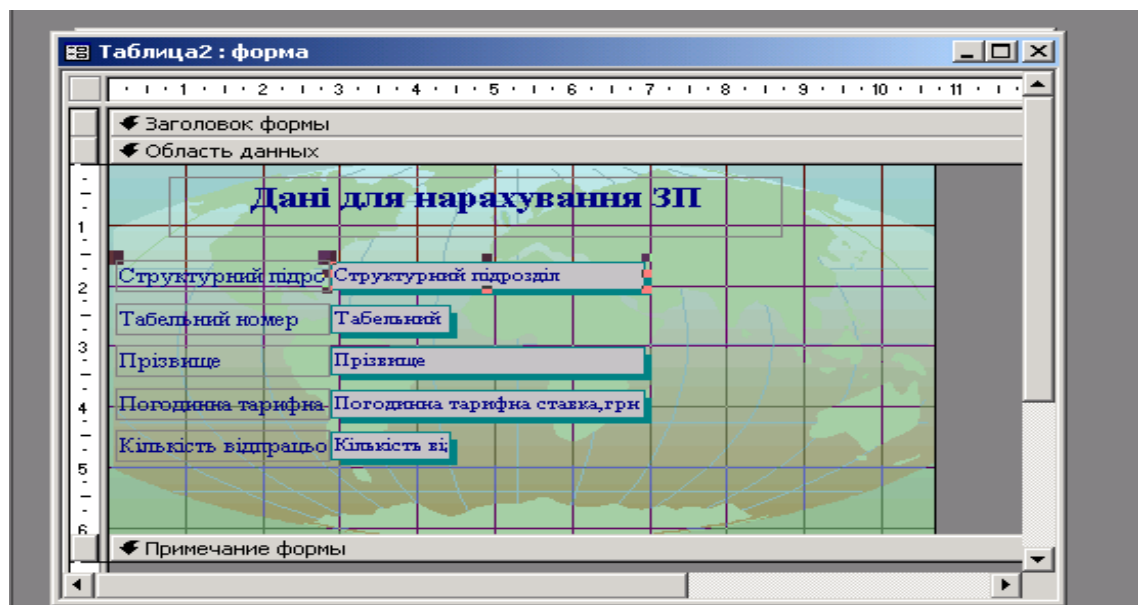 Таблица2 : форма
1 2 3 4 5 6 7 8 9 10 11
Заголовок формы
Область данных
Дані для нарахування ЗП
1
Структурний підро Структурний підрозділ
2
Табельний номер Табельний
3
Прізвище Прізвище
4
Погодинна тарифна Погодинна тарифна ставка,грн
Кількість відпрацьо Кількість ві
5
6
Примечание формы